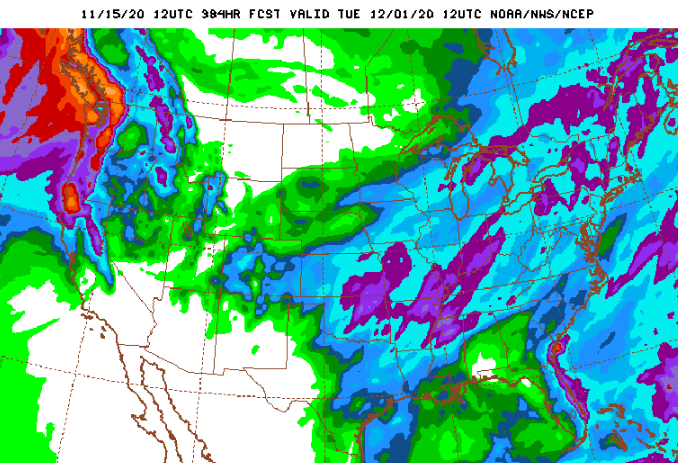 11/15/20 12UTC 384HR FCST VALID TUE 12/01/20 12UTC NOAA/NWS/NCEP